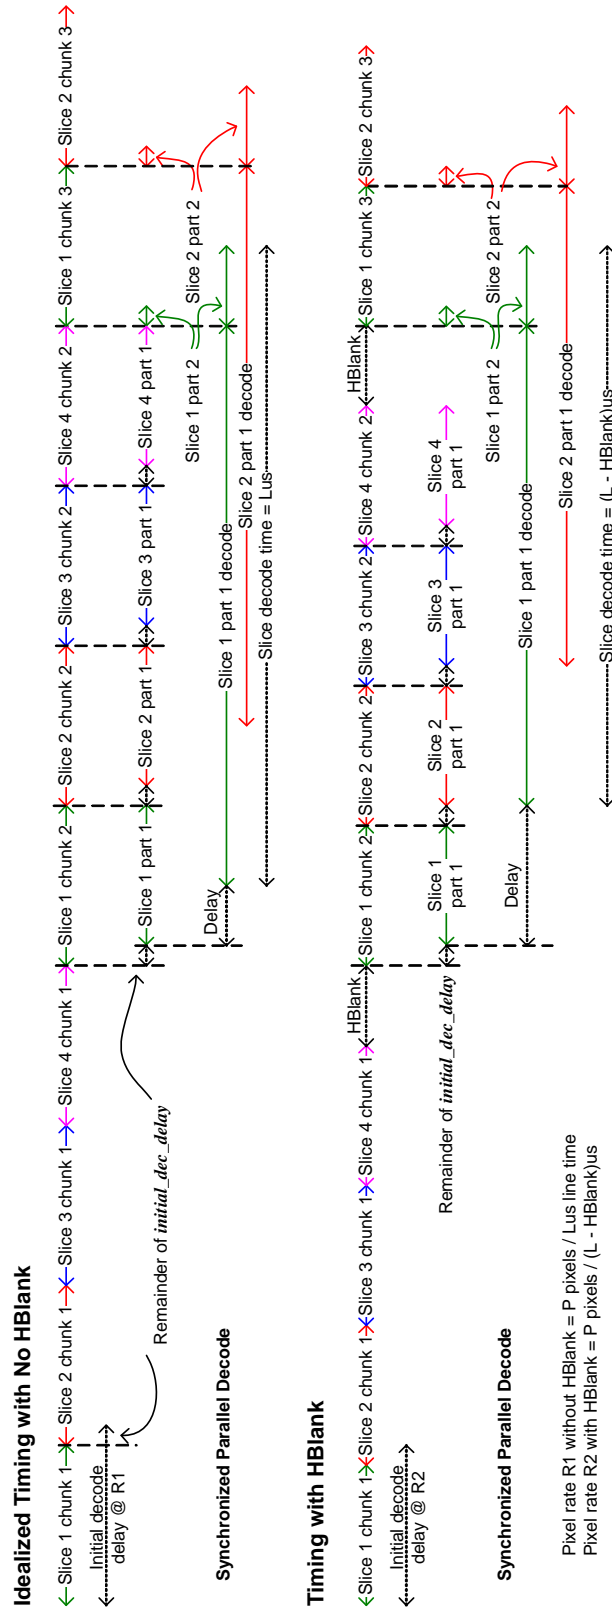 Idealized Timing with No HBlank
Slice 1 chunk 1
Slice 2 chunk 1
Slice 3 chunk 1
Slice 4 chunk 1
Slice 1 chunk 2
Slice 2 chunk 2
Slice 3 chunk 2
Slice 4 chunk 2
Slice 1 chunk 3
Slice 2 chunk 3
Initial decode
delay @ R1
Remainder of initial_dec_delay
Slice 1 part 1
Slice 2 part 1
Slice 3 part 1
Slice 4 part 1
Slice 1 part 2
Slice 2 part 2
Synchronized Parallel Decode
Delay
Slice 1 part 1 decode
Slice 2 part 1 decode
Slice decode time = Lus
Timing with HBlank
Slice 1 chunk 1
Slice 2 chunk 1
Slice 3 chunk 1
Slice 4 chunk 1
HBlank
Slice 1 chunk 2
Slice 2 chunk 2
Slice 3 chunk 2
Slice 4 chunk 2
HBlank
Slice 1 chunk 3
Slice 2 chunk 3
Initial decode
delay @ R2
Remainder of initial_dec_delay
Slice 1
part 1
Slice 2
part 1
Slice 3
part 1
Slice 4
part 1
Slice 1 part 2
Slice 2 part 2
Synchronized Parallel Decode
Delay
Slice 1 part 1 decode
Slice 2 part 1 decode
Slice decode time = (L - HBlank)us
Pixel rate R1 without HBlank = P pixels / Lus line time
Pixel rate R2 with HBlank = P pixels / (L - HBlank)us